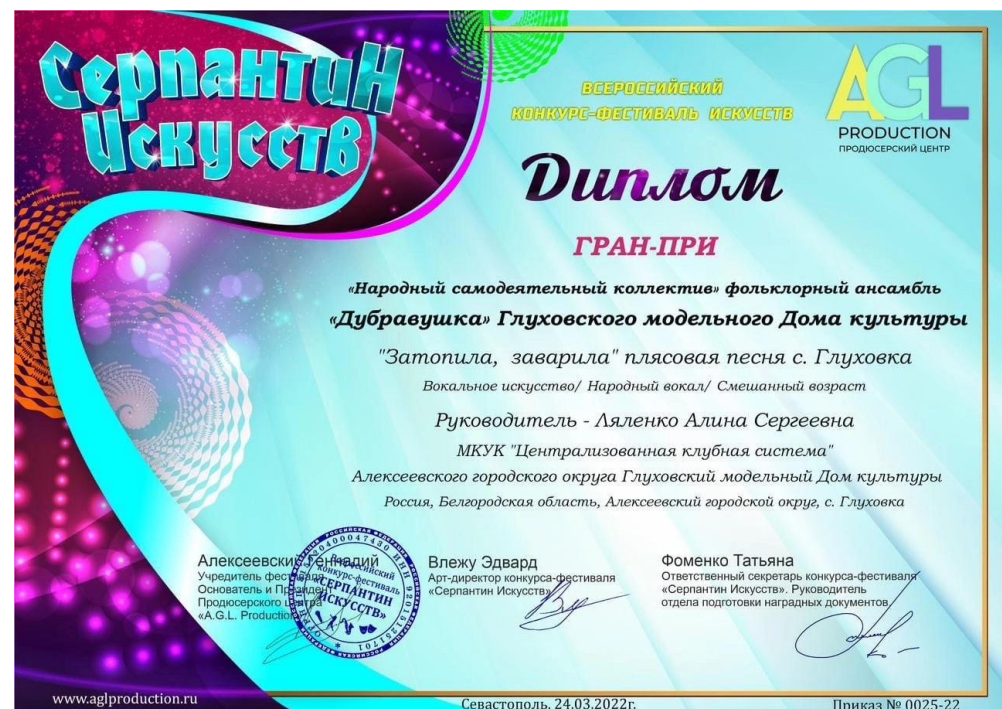 Серпантин
Искусств
ВСЕРОССИЙСКИЙ
КОНКУРС-ФЕСТИВАЛЬ ИСКУССТВ
AGL
PRODUCTION
ПРОДЮСЕРСКИЙ ЦЕНТР
Диплом
ГРАН-ПРИ
«Народный самодеятельный коллектив» фольклорный ансамбль
«Дубравушка» Глуховского модельного Дома культуры
"Затопила, заварила" плясовая песня с. Глуховка
Вокальное искусство/ Народный вокал/ Смешанный возраст
Руководитель - Ляленко Алина Сергеевна
МКУК "Централизованная клубная система"
Алексеевского городского округа Глуховский модельный Дом культуры
Россия, Белгородская область, Алексеевский городской округ, с. Глуховка
Алексеевский Геннадий
Учредитель фестиваля
Основатель и Президент
Продюсерского центра
«A.G.L. Production»
Всероссийский
конкурс-фестиваль
«СЕРПАНТИН
ИСКУССТВ»
Влежу Эдвард
Арт-директор конкурса-фестиваля
«Серпантин Искусств»
Фоменко Татьяна
Ответственный секретарь конкурса-фестиваля
«Серпантин Искусств». Руководитель
отдела подготовки наградных документов
www.aglproduction.ru
Севастополь, 24.03.2022г.
Приказ № 0025-22